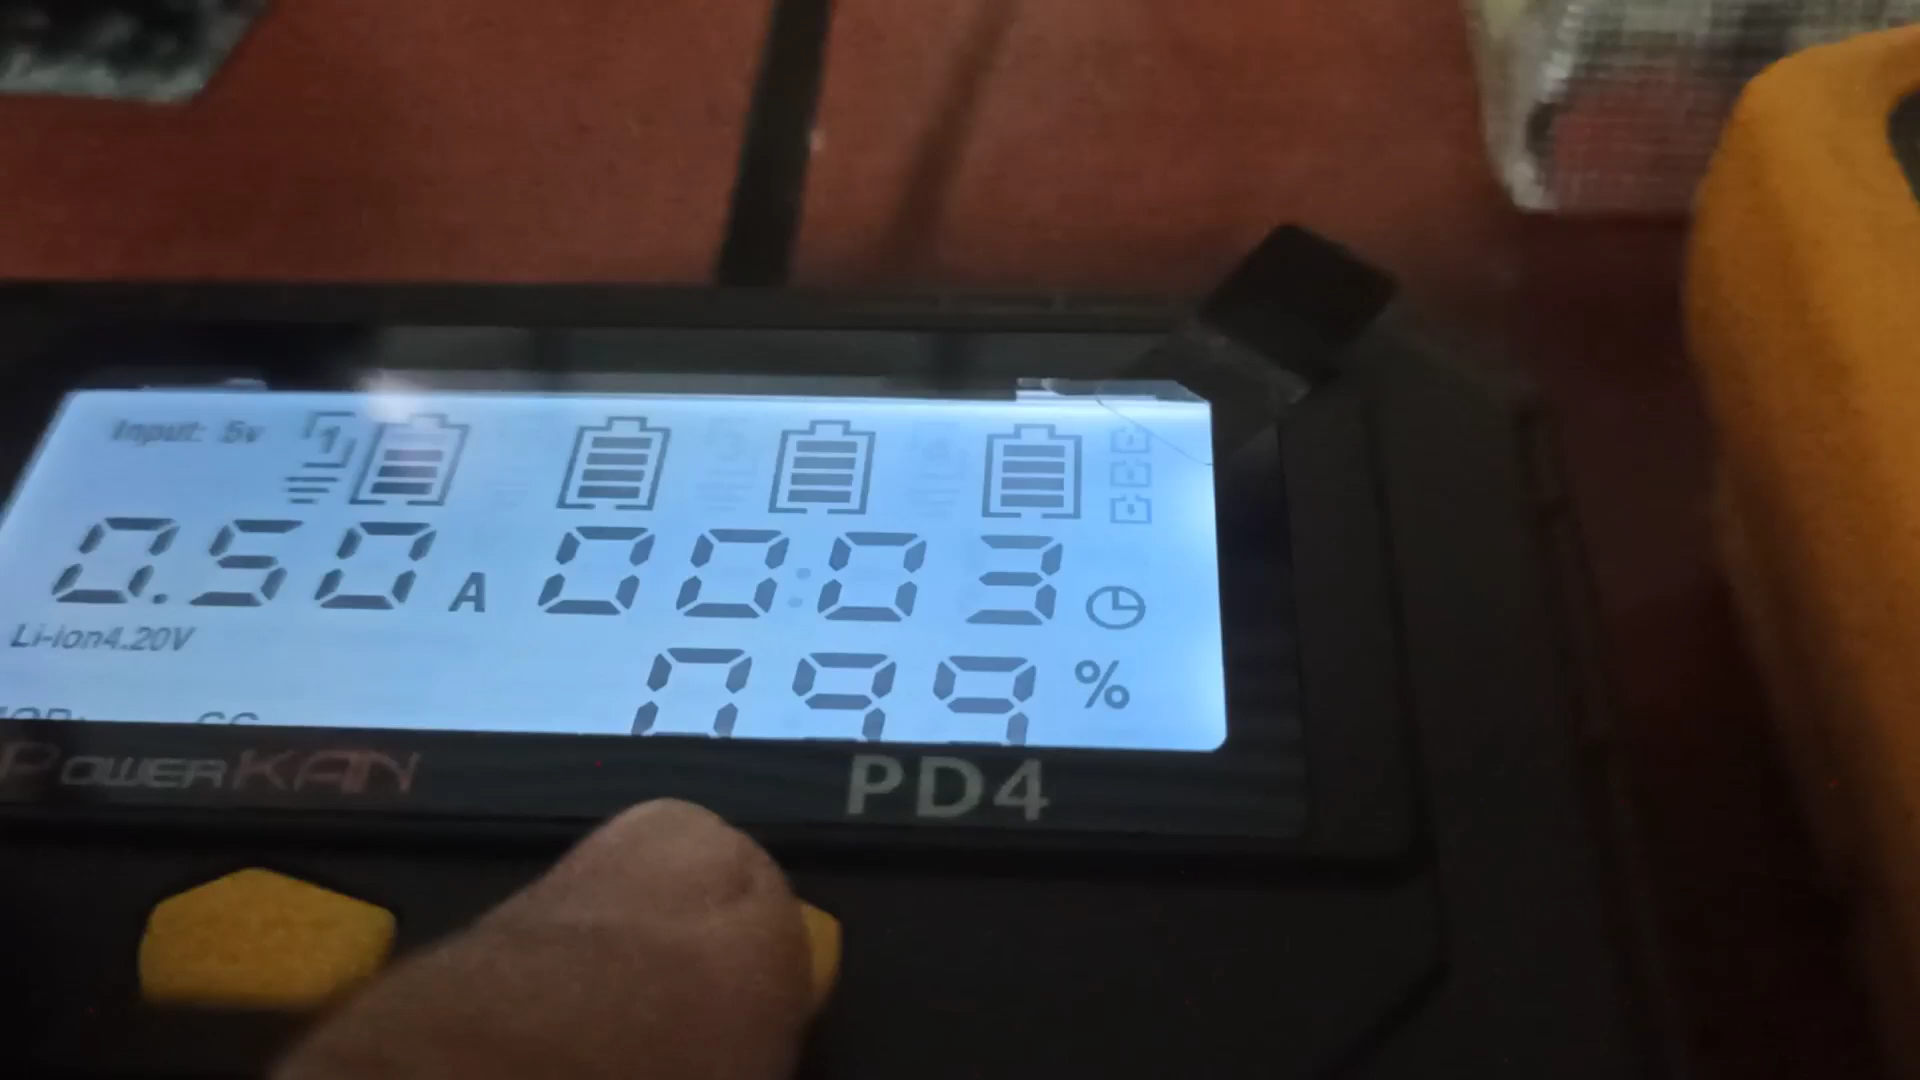 Input: 5v 1
0.50 A 00:03
Li-ion4.20V
099 %
POWERKAN PD4